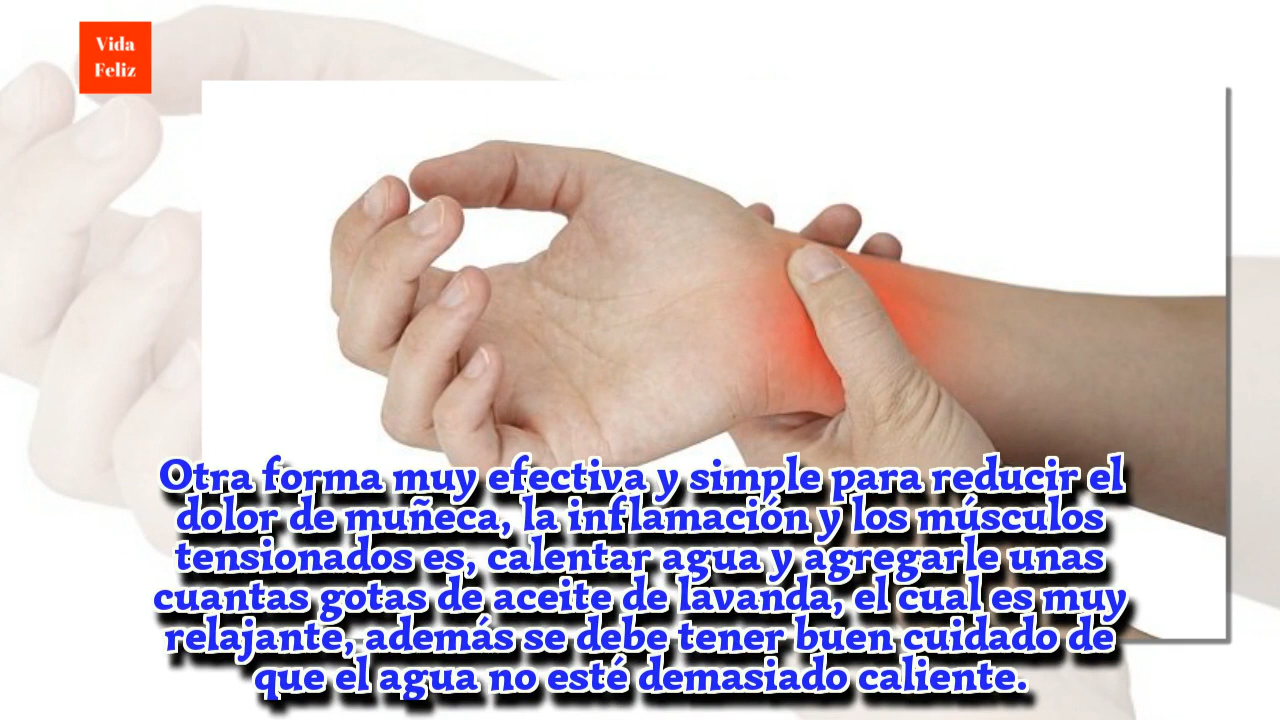 Vida
Feliz
Otra forma muy efectiva y simple para reducir el
dolor de muñeca, la inflamación y los músculos
tensionados es, calentar agua y agregarle unas
cuantas gotas de aceite de lavanda, el cual es muy
relajante, además se debe tener buen cuidado de
que el agua no esté demasiado caliente.